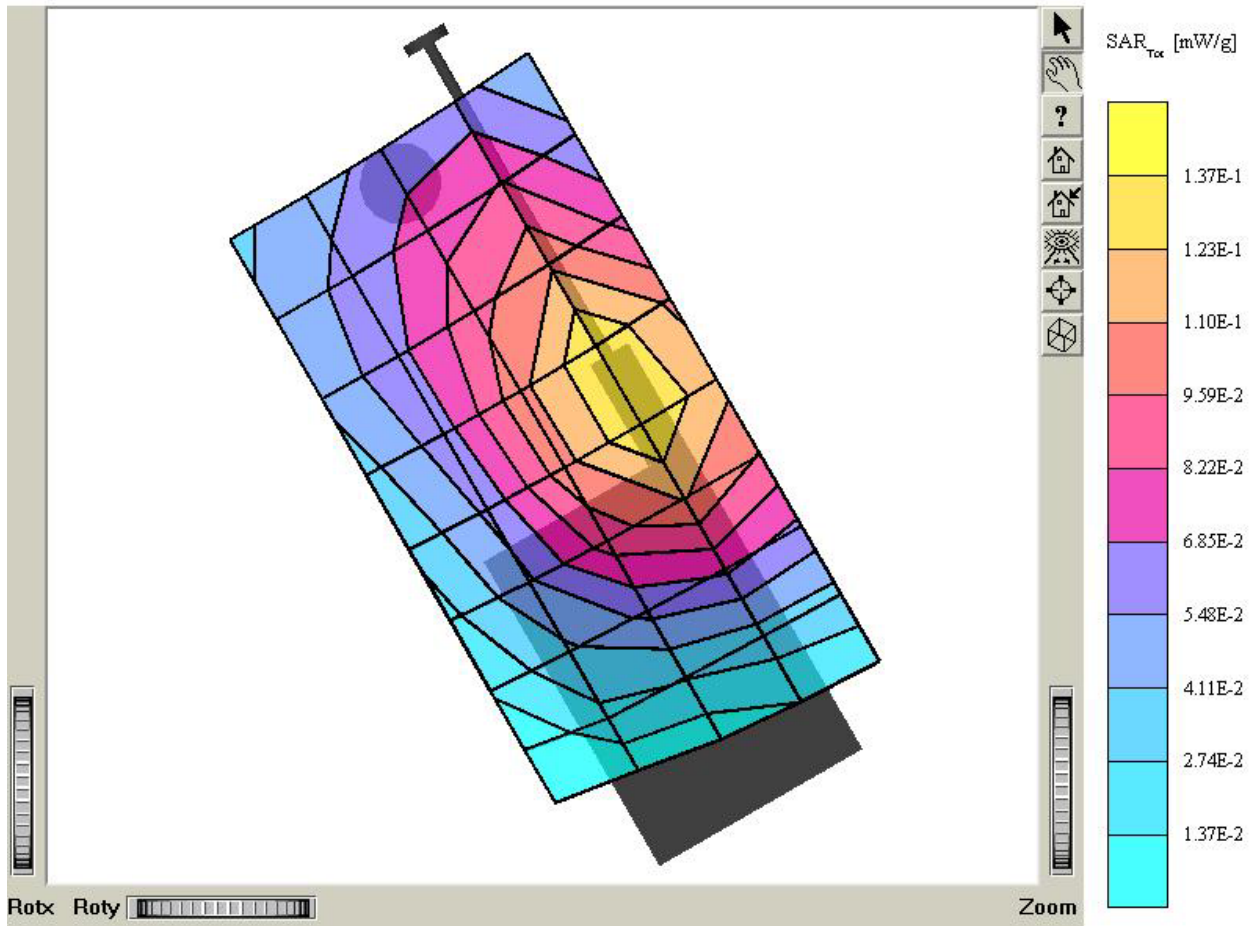 SAR_Tot [mW/g]
?
1.37E-1
1.23E-1
1.10E-1
9.59E-2
8.22E-2
6.85E-2
5.48E-2
4.11E-2
2.74E-2
1.37E-2
Rotx Roty Zoom